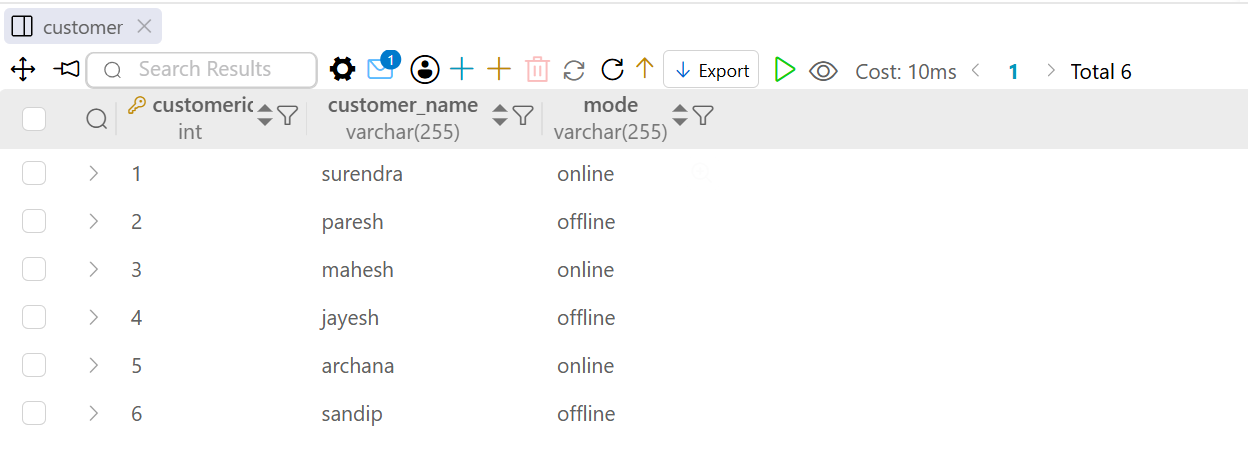 customer
Search Results 1 Export Cost: 10ms 1 Total 6
customeric customer_name mode
int varchar(255) varchar(255)
1 surendra online
2 paresh offline
3 mahesh online
4 jayesh offline
5 archana online
6 sandip offline